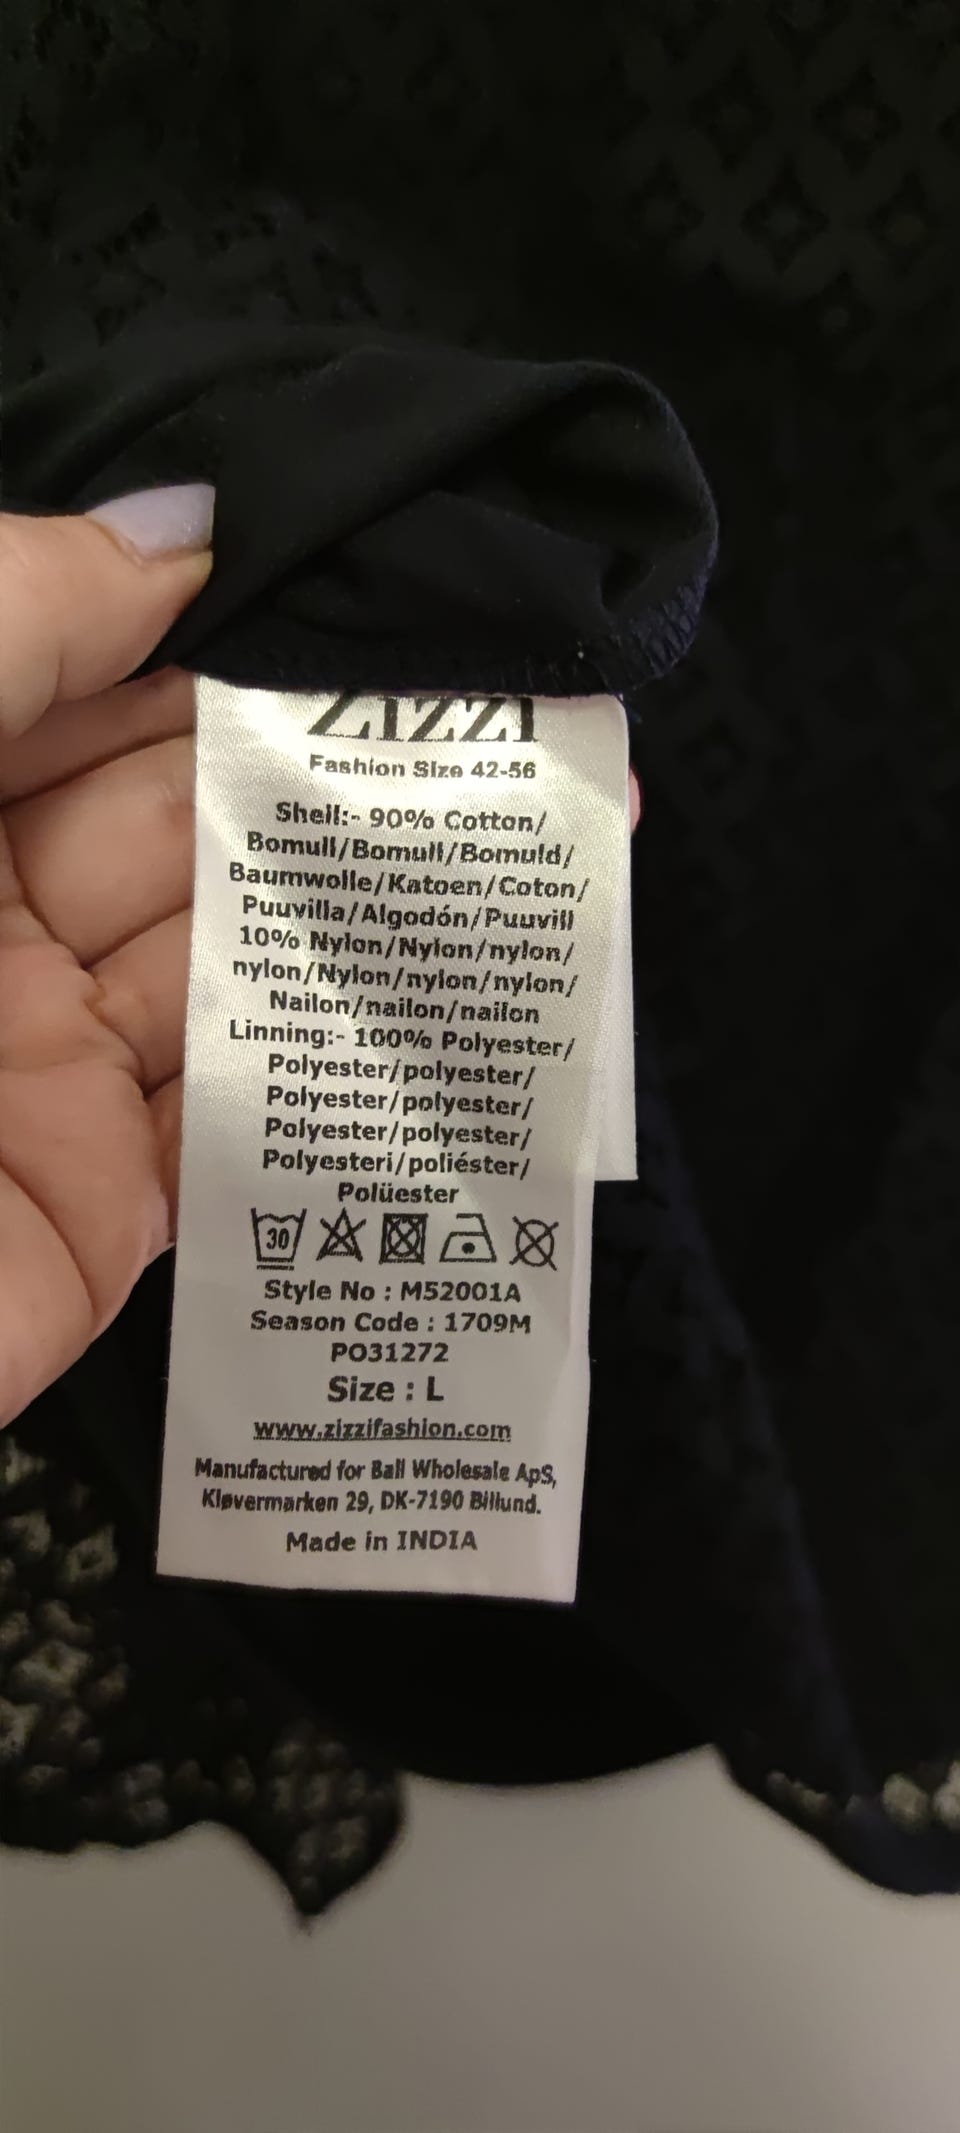 Zizzi
Fashion Size 42-56
Shell:- 90% Cotton/
Bomull/Bomull/Bomuld/
Baumwolle/Katoen/Coton/
Puuvilla/Algodón/Puuvill
10% Nylon/Nylon/nylon/
nylon/Nylon/nylon/nylon/
Nailon/nailon/nailon
Linning:- 100% Polyester/
Polyester/polyester/
Polyester/polyester/
Polyester/polyester/
Polyesteri/poliéster/
Polüester
30
Style No : M52001A
Season Code : 1709M
PO31272
Size : L
www.zizzifashion.com
Manufactured for Ball Wholesale ApS,
Kløvermarken 29, DK-7190 Billund.
Made in INDIA